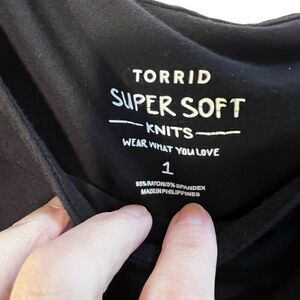 TORRID
SUPER SOFT
KNITS
WEAR WHAT YOU LOVE
1
95% RAYON/5% SPANDEX
MADE IN PHILIPPINES